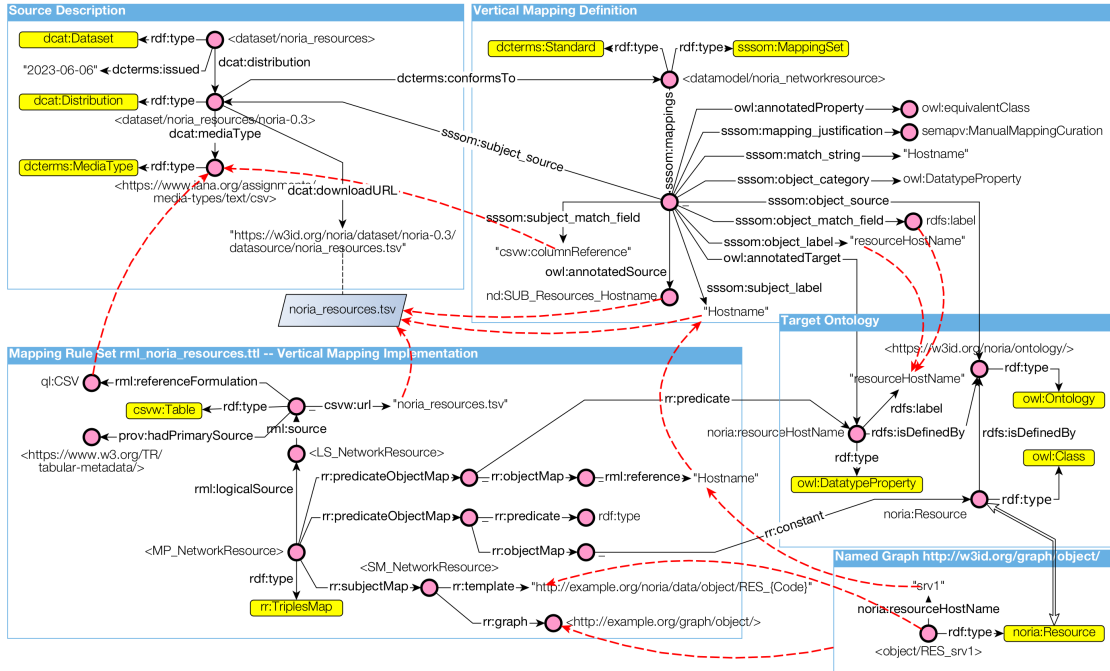 Source Description
dcat:Dataset
rdf:type
<dataset/noria_resources>
"2023-06-06"
dcterms:issued
dcat:distribution
dcat:Distribution
rdf:type
<dataset/noria_resources/noria-0.3>
dcat:mediaType
dcterms:MediaType
rdf:type
<https://www.iana.org/assignments/
media-types/text/csv>
dcat:downloadURL
"https://w3id.org/noria/dataset/noria-0.3/
datasource/noria_resources.tsv"
noria_resources.tsv
dcterms:conformsTo
sssom:subject_source
Vertical Mapping Definition
dcterms:Standard
rdf:type
rdf:type
sssom:MappingSet
<datamodel/noria_networkresource>
sssom:mappings
owl:annotatedProperty
owl:equivalentClass
sssom:mapping_justification
semapv:ManualMappingCuration
sssom:match_string
"Hostname"
sssom:object_category
owl:DatatypeProperty
_
sssom:object_source
sssom:subject_match_field
sssom:object_match_field
rdfs:label
"csvw:columnReference"
sssom:object_label
"resourceHostName"
owl:annotatedTarget
owl:annotatedSource
sssom:subject_label
nd:SUB_Resources_Hostname
"Hostname"
Target Ontology
<https://w3id.org/noria/ontology/>
rdf:type
owl:Ontology
"resourceHostName"
rdfs:label
noria:resourceHostName
rdfs:isDefinedBy
rdfs:isDefinedBy
rdf:type
owl:DatatypeProperty
owl:Class
rdf:type
noria:Resource
Mapping Rule Set rml_noria_resources.ttl -- Vertical Mapping Implementation
ql:CSV
rml:referenceFormulation
csvw:Table
rdf:type
_
csvw:url
"noria_resources.tsv"
prov:hadPrimarySource
rml:source
<https://www.w3.org/TR/
tabular-metadata/>
<LS_NetworkResource>
rml:logicalSource
rr:predicate
rr:predicateObjectMap
_
rr:objectMap
_
rml:reference
"Hostname"
rr:predicateObjectMap
_
rr:predicate
rdf:type
rr:objectMap
_
rr:constant
<MP_NetworkResource>
rdf:type
rr:TriplesMap
<SM_NetworkResource>
rr:subjectMap
rr:template
"http://example.org/noria/data/object/RES_{Code}"
rr:graph
<http://example.org/graph/object/>
Named Graph http://w3id.org/graph/object/
"srv1"
noria:resourceHostName
rdf:type
noria:Resource
<object/RES_srv1>